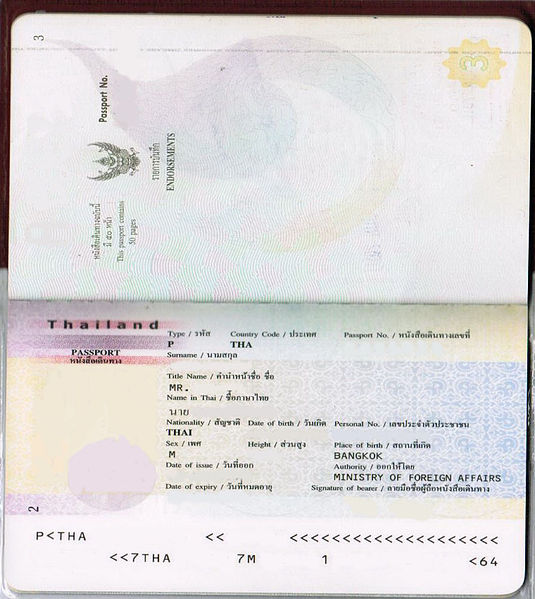 3
3
Passport No.
รายการบันทึก
ENDORSEMENTS
หนังสือเดินทางฉบับนี้
มี ๕๐ หน้า
This passport contains
50 pages
Thailand
PASSPORT
หนังสือเดินทาง
Type / รหัส Country Code / ประเทศ Passport No. / หนังสือเดินทางเลขที่
P THA
Surname / นามสกุล
Title Name / คำนำหน้าชื่อ ชื่อ
MR.
Name in Thai / ชื่อภาษาไทย
นาย
Nationality / สัญชาติ Date of birth / วันเกิด Personal No. / เลขประจำตัวประชาชน
THAI
Sex / เพศ Height / ส่วนสูง Place of birth / สถานที่เกิด
M BANGKOK
Date of issue / วันที่ออก Authority / ออกให้โดย
MINISTRY OF FOREIGN AFFAIRS
Date of expiry / วันที่หมดอายุ Signature of bearer / ลายมือชื่อผู้ถือหนังสือเดินทาง
2
P<THA << <<<<<<<<<<<<<<<<<<<<
<<7THA 7M 1 <64